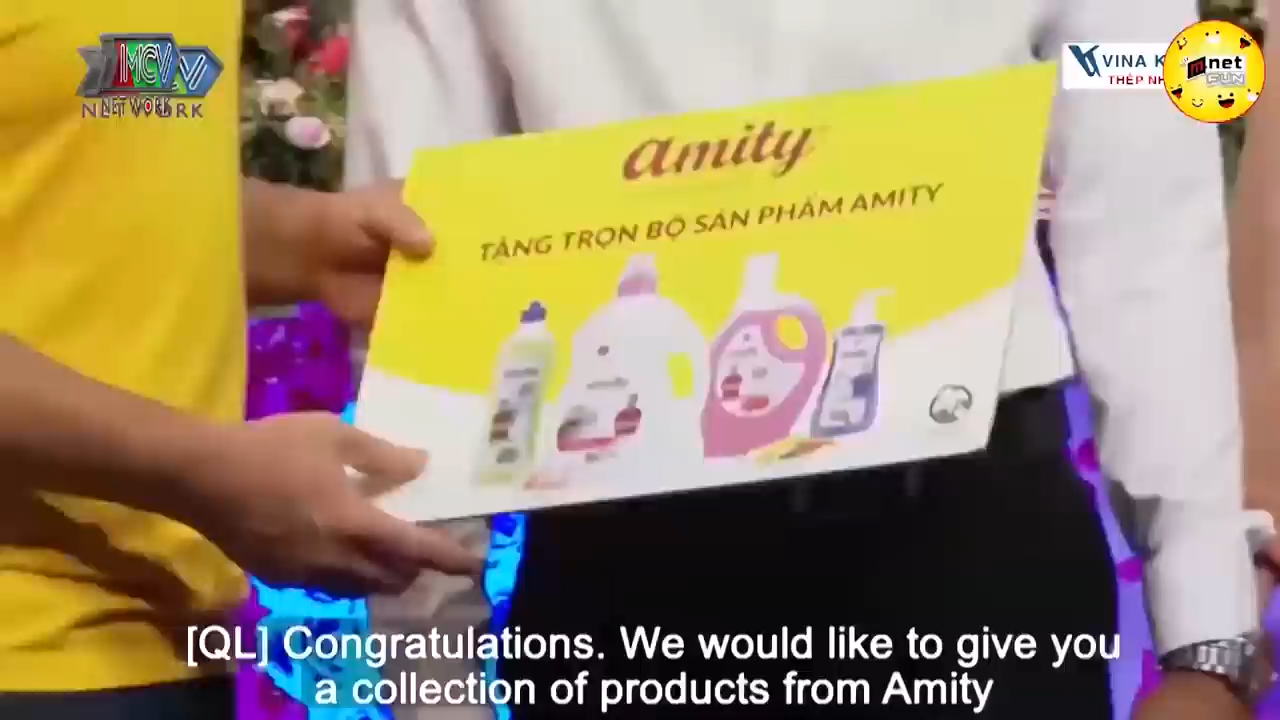 MCV
NETWORK
VINA K
THÉP NH
mnet
FUN
amity
TẶNG TRỌN BỘ SẢN PHẨM AMITY
[QL] Congratulations. We would like to give you
a collection of products from Amity